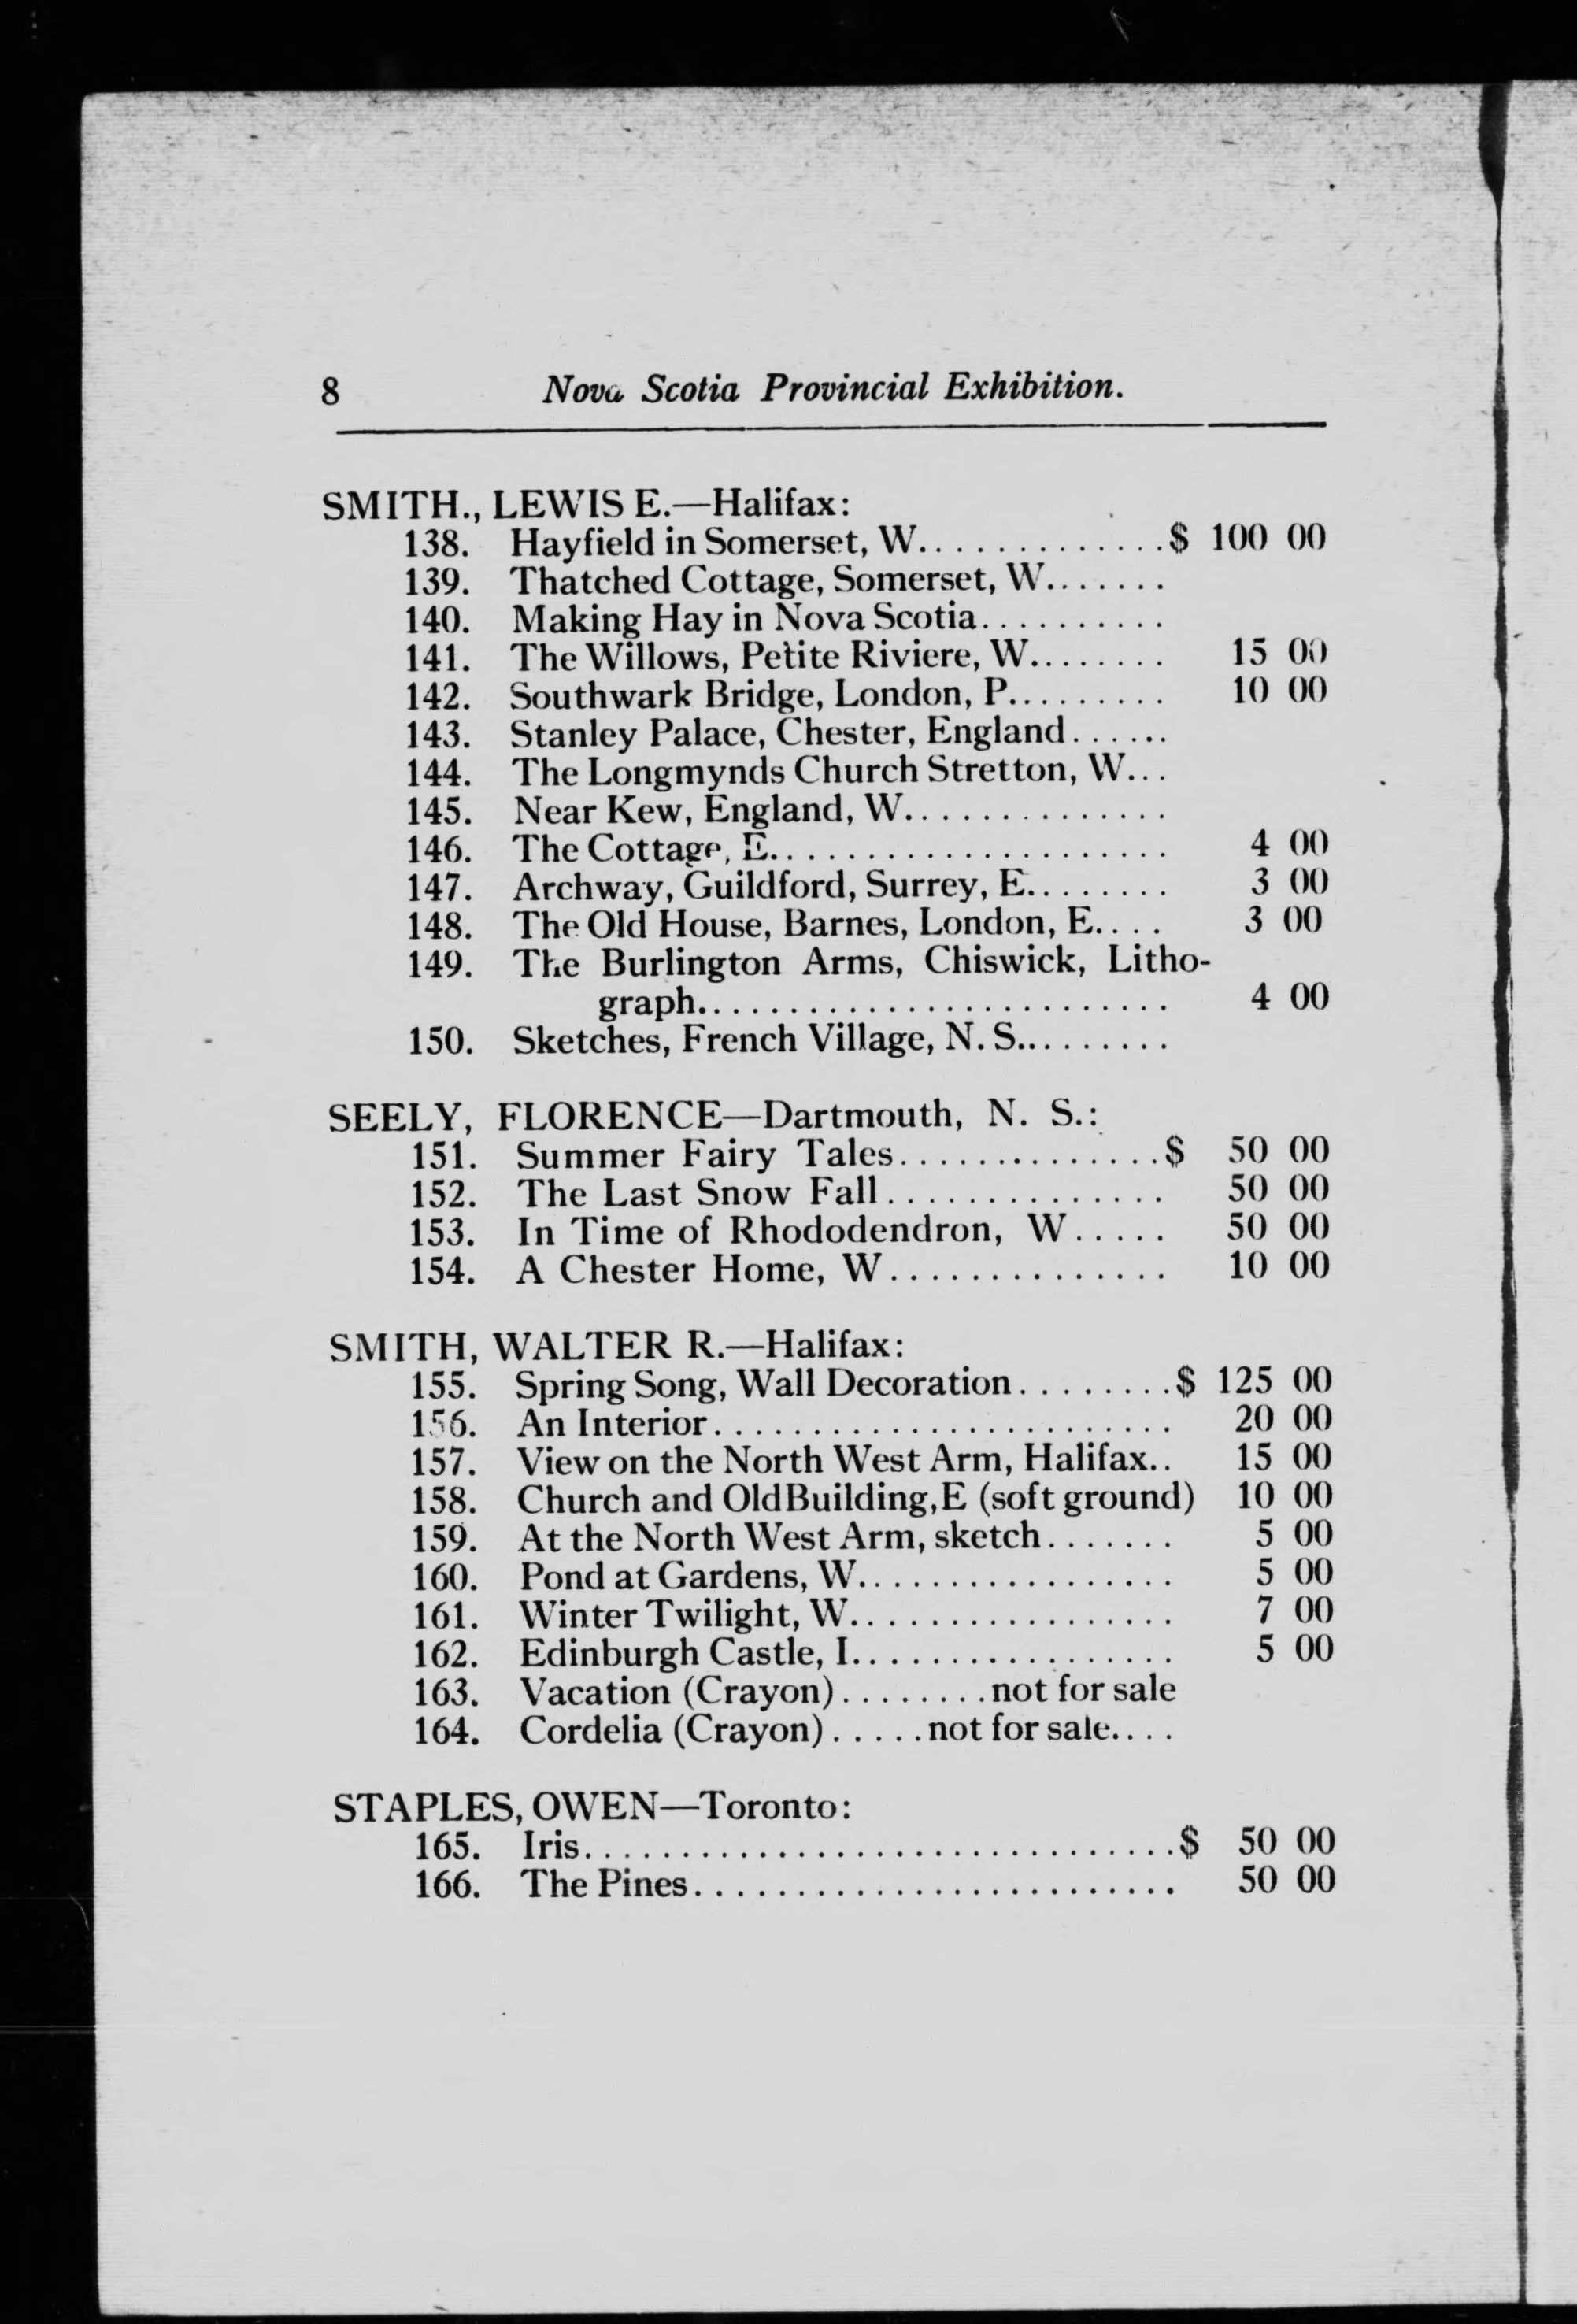 8 Nova Scotia Provincial Exhibition.
SMITH., LEWIS E.—Halifax:
138. Hayfield in Somerset, W..............$ 100 00
139. Thatched Cottage, Somerset, W.......
140. Making Hay in Nova Scotia..........
141. The Willows, Petite Riviere, W........ 15 00
142. Southwark Bridge, London, P......... 10 00
143. Stanley Palace, Chester, England......
144. The Longmynds Church Stretton, W...
145. Near Kew, England, W..............
146. The Cottage, E..................... 4 00
147. Archway, Guildford, Surrey, E........ 3 00
148. The Old House, Barnes, London, E.... 3 00
149. The Burlington Arms, Chiswick, Litho-
graph......................... 4 00
150. Sketches, French Village, N. S.........
SEELY, FLORENCE—Dartmouth, N. S.:
151. Summer Fairy Tales..............$ 50 00
152. The Last Snow Fall............... 50 00
153. In Time of Rhododendron, W..... 50 00
154. A Chester Home, W.............. 10 00
SMITH, WALTER R.—Halifax:
155. Spring Song, Wall Decoration........$ 125 00
156. An Interior........................ 20 00
157. View on the North West Arm, Halifax.. 15 00
158. Church and OldBuilding,E (soft ground) 10 00
159. At the North West Arm, sketch....... 5 00
160. Pond at Gardens, W................. 5 00
161. Winter Twilight, W................. 7 00
162. Edinburgh Castle, I................. 5 00
163. Vacation (Crayon)........not for sale
164. Cordelia (Crayon).....not for sale....
STAPLES, OWEN—Toronto:
165. Iris...............................$ 50 00
166. The Pines......................... 50 00